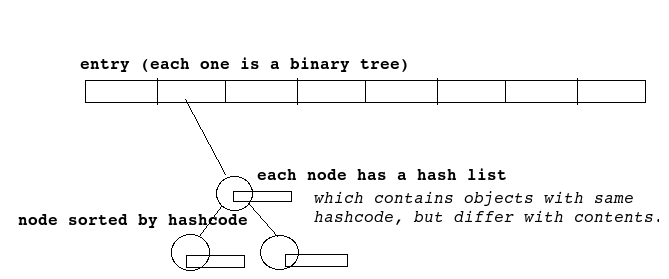 entry (each one is a binary tree)
each node has a hash list
which contains objects with same
hashcode, but differ with contents.
node sorted by hashcode